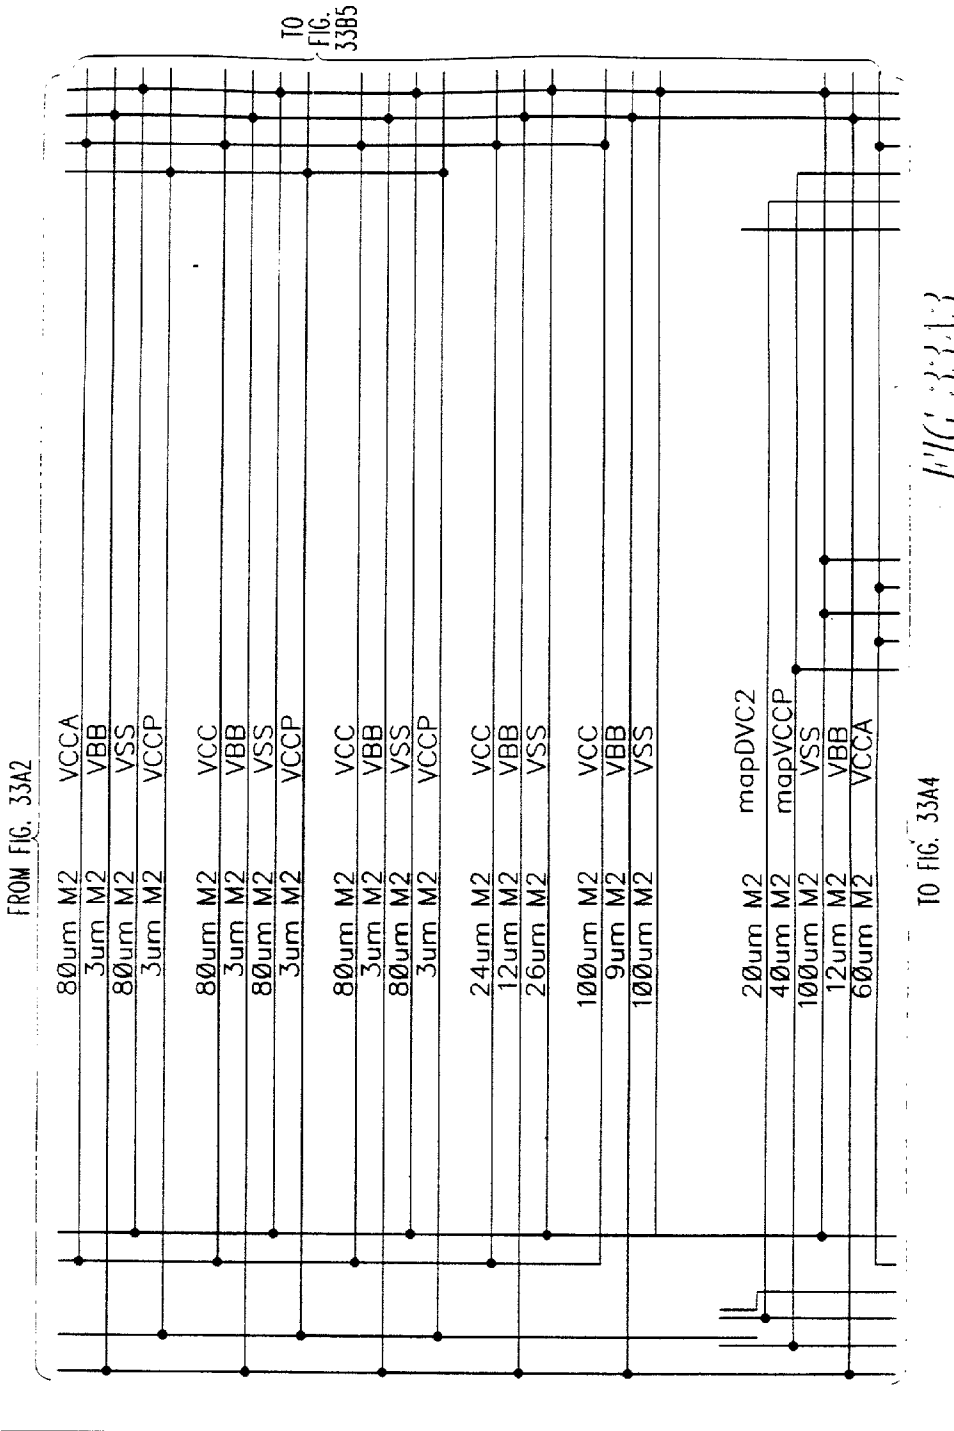 FROM FIG. 33A2
TO
FIG.
33B5
80um M2 VCCA
3um M2 VBB
80um M2 VSS
3um M2 VCCP
80um M2 VCC
3um M2 VBB
80um M2 VSS
3um M2 VCCP
80um M2 VCC
3um M2 VBB
80um M2 VSS
3um M2 VCCP
24um M2 VCC
12um M2 VBB
26um M2 VSS
100um M2 VCC
9um M2 VBB
100um M2 VSS
20um M2 mapDVC2
40um M2 mapVCCP
100um M2 VSS
12um M2 VBB
60um M2 VCCA
TO FIG. 33A4
FIG. 33A3